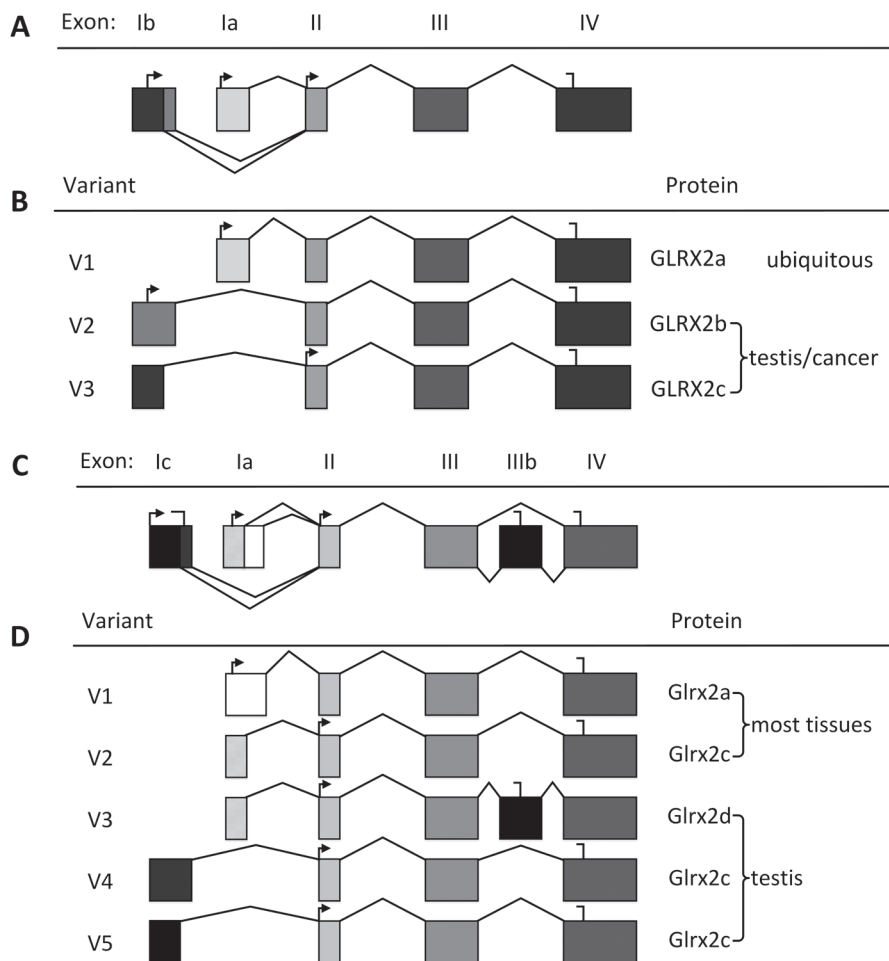 A
Exon: Ib Ia II III IV
B
Variant Protein
V1 GLRX2a ubiquitous
V2 GLRX2b
testis/cancer
V3 GLRX2c
C
Exon: Ic Ia II III IIIb IV
D
Variant Protein
V1 Glrx2a
most tissues
V2 Glrx2c
V3 Glrx2d
V4 Glrx2c testis
V5 Glrx2c